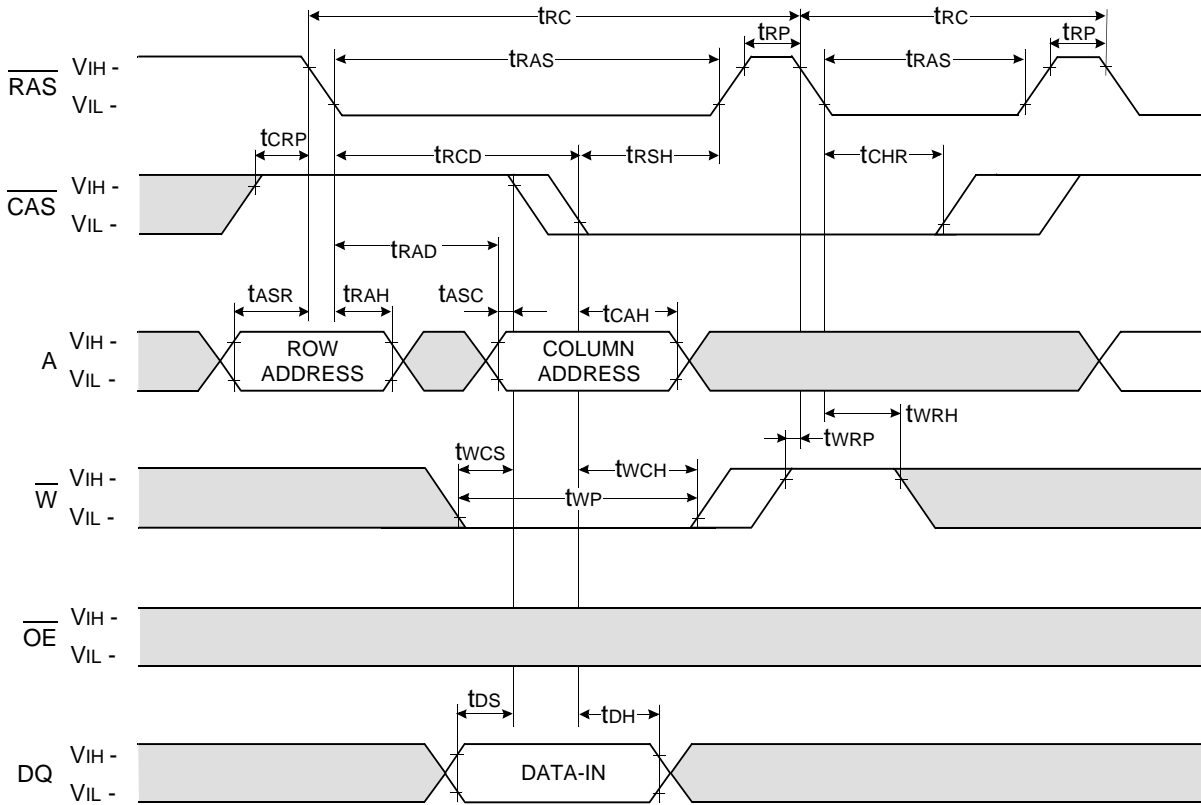 tRC tRC
tRP tRP
RAS VIH - tRAS tRAS
VIL -
tCRP tRCD tRSH tCHR
CAS VIH -
VIL -
tRAD
tASR tRAH tASC tCAH
A VIH - ROW ADDRESS COLUMN ADDRESS
VIL -
tWRH
tWRP
tWCS tWCH
W VIH - tWP
VIL -
OE VIH -
VIL -
tDS tDH
DQ VIH - DATA-IN
VIL -